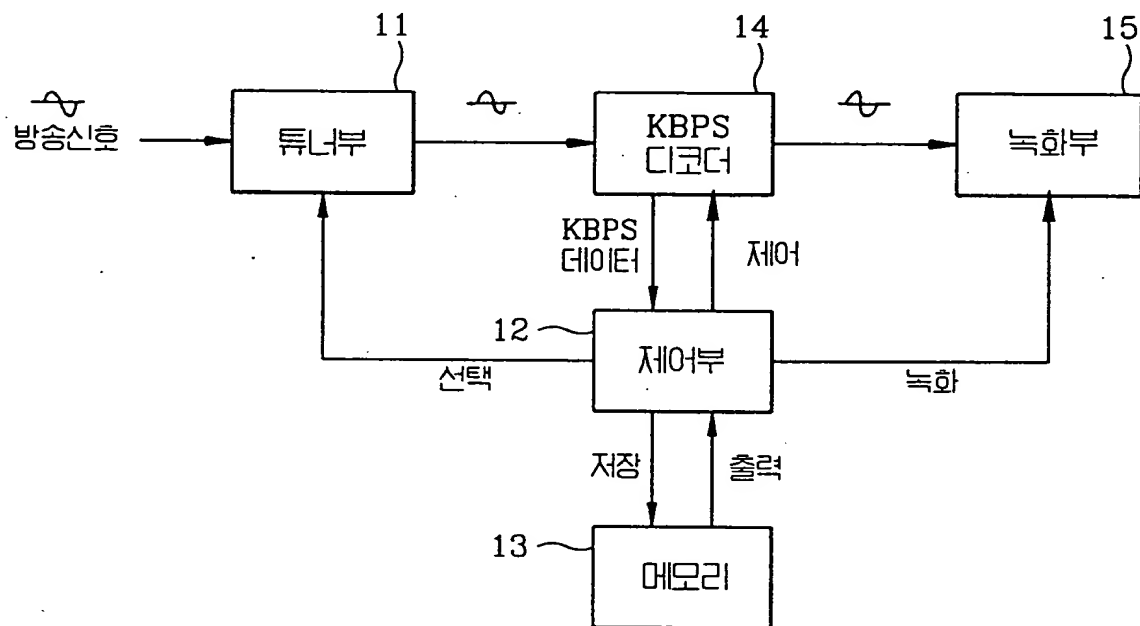 11
14
15
방송신호
튜너부
KBPS
디코더
녹화부
KBPS
데이터
제어
12
제어부
선택
녹화
저장
출력
13
메모리